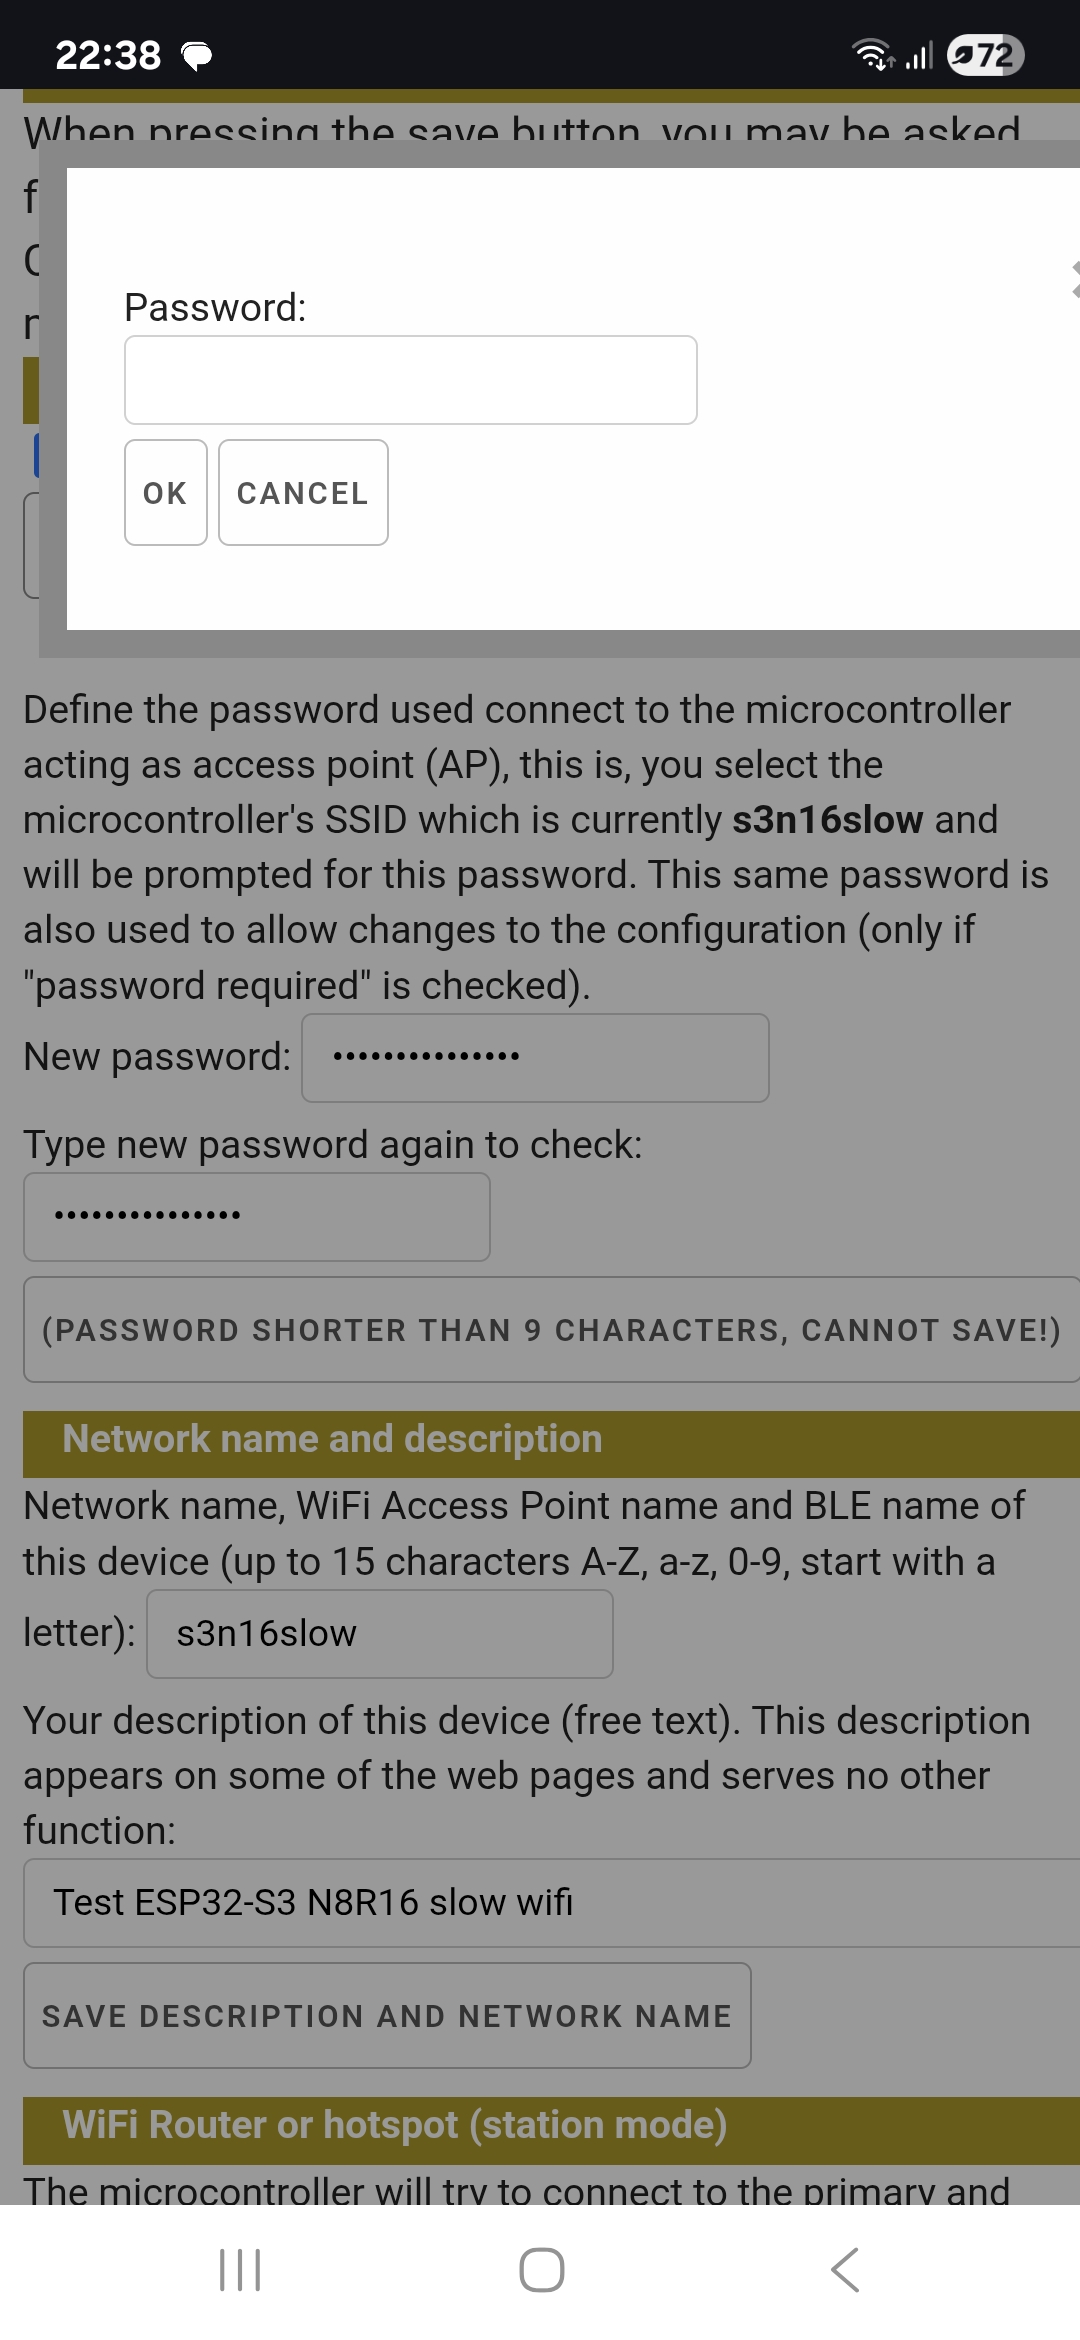 22:38
72
When pressing the save button, you may be asked
f
Password:
OK
CANCEL
Define the password used connect to the microcontroller
acting as access point (AP), this is, you select the
microcontroller's SSID which is currently s3n16slow and
will be prompted for this password. This same password is
also used to allow changes to the configuration (only if
"password required" is checked).
New password: •••••••••••••••
Type new password again to check:
•••••••••••••••
(PASSWORD SHORTER THAN 9 CHARACTERS, CANNOT SAVE!)
Network name and description
Network name, WiFi Access Point name and BLE name of
this device (up to 15 characters A-Z, a-z, 0-9, start with a
letter): s3n16slow
Your description of this device (free text). This description
appears on some of the web pages and serves no other
function:
Test ESP32-S3 N8R16 slow wifi
SAVE DESCRIPTION AND NETWORK NAME
WiFi Router or hotspot (station mode)
The microcontroller will try to connect to the primary and